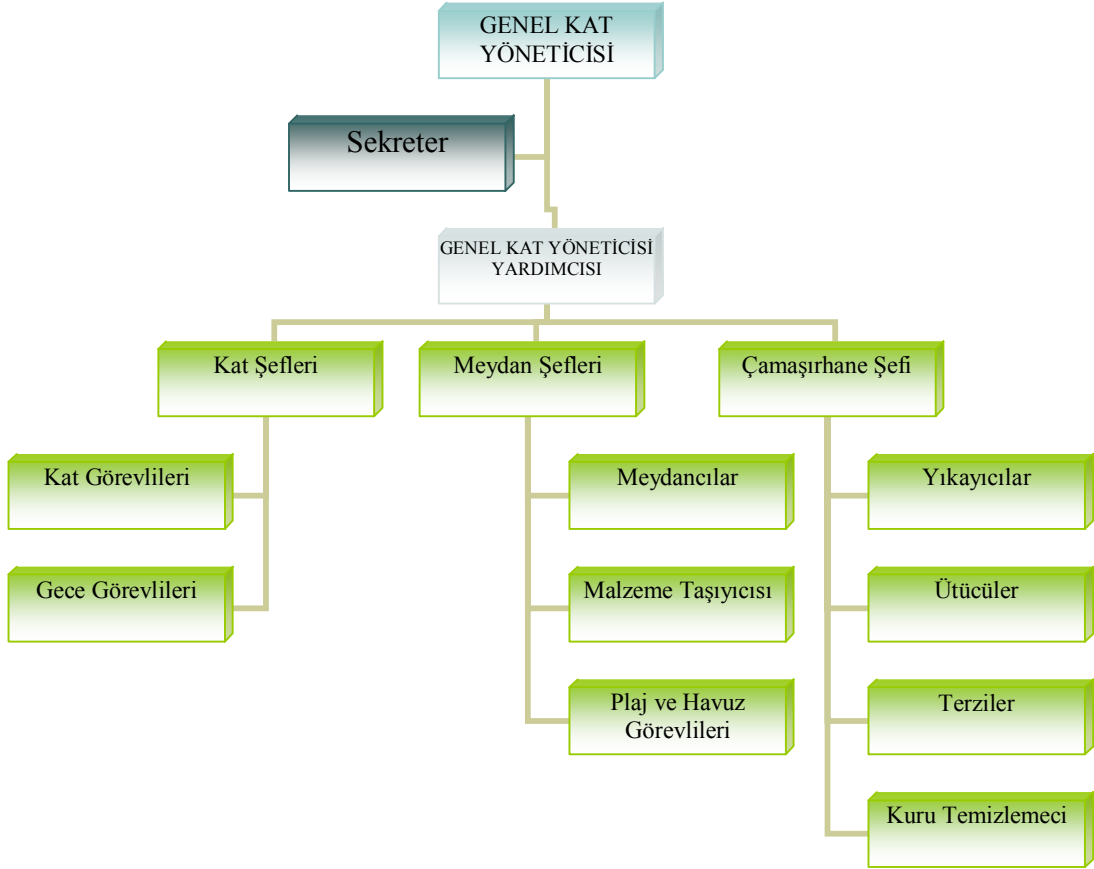 GENEL KAT
YÖNETİCİSİ
Sekreter
GENEL KAT YÖNETİCİSİ
YARDIMCISI
Kat Şefleri
Meydan Şefleri
Çamaşırhane Şefi
Kat Görevlileri
Meydancılar
Yıkayıcılar
Gece Görevlileri
Malzeme Taşıyıcısı
Ütücüler
Plaj ve Havuz
Görevlileri
Terziler
Kuru Temizlemeci